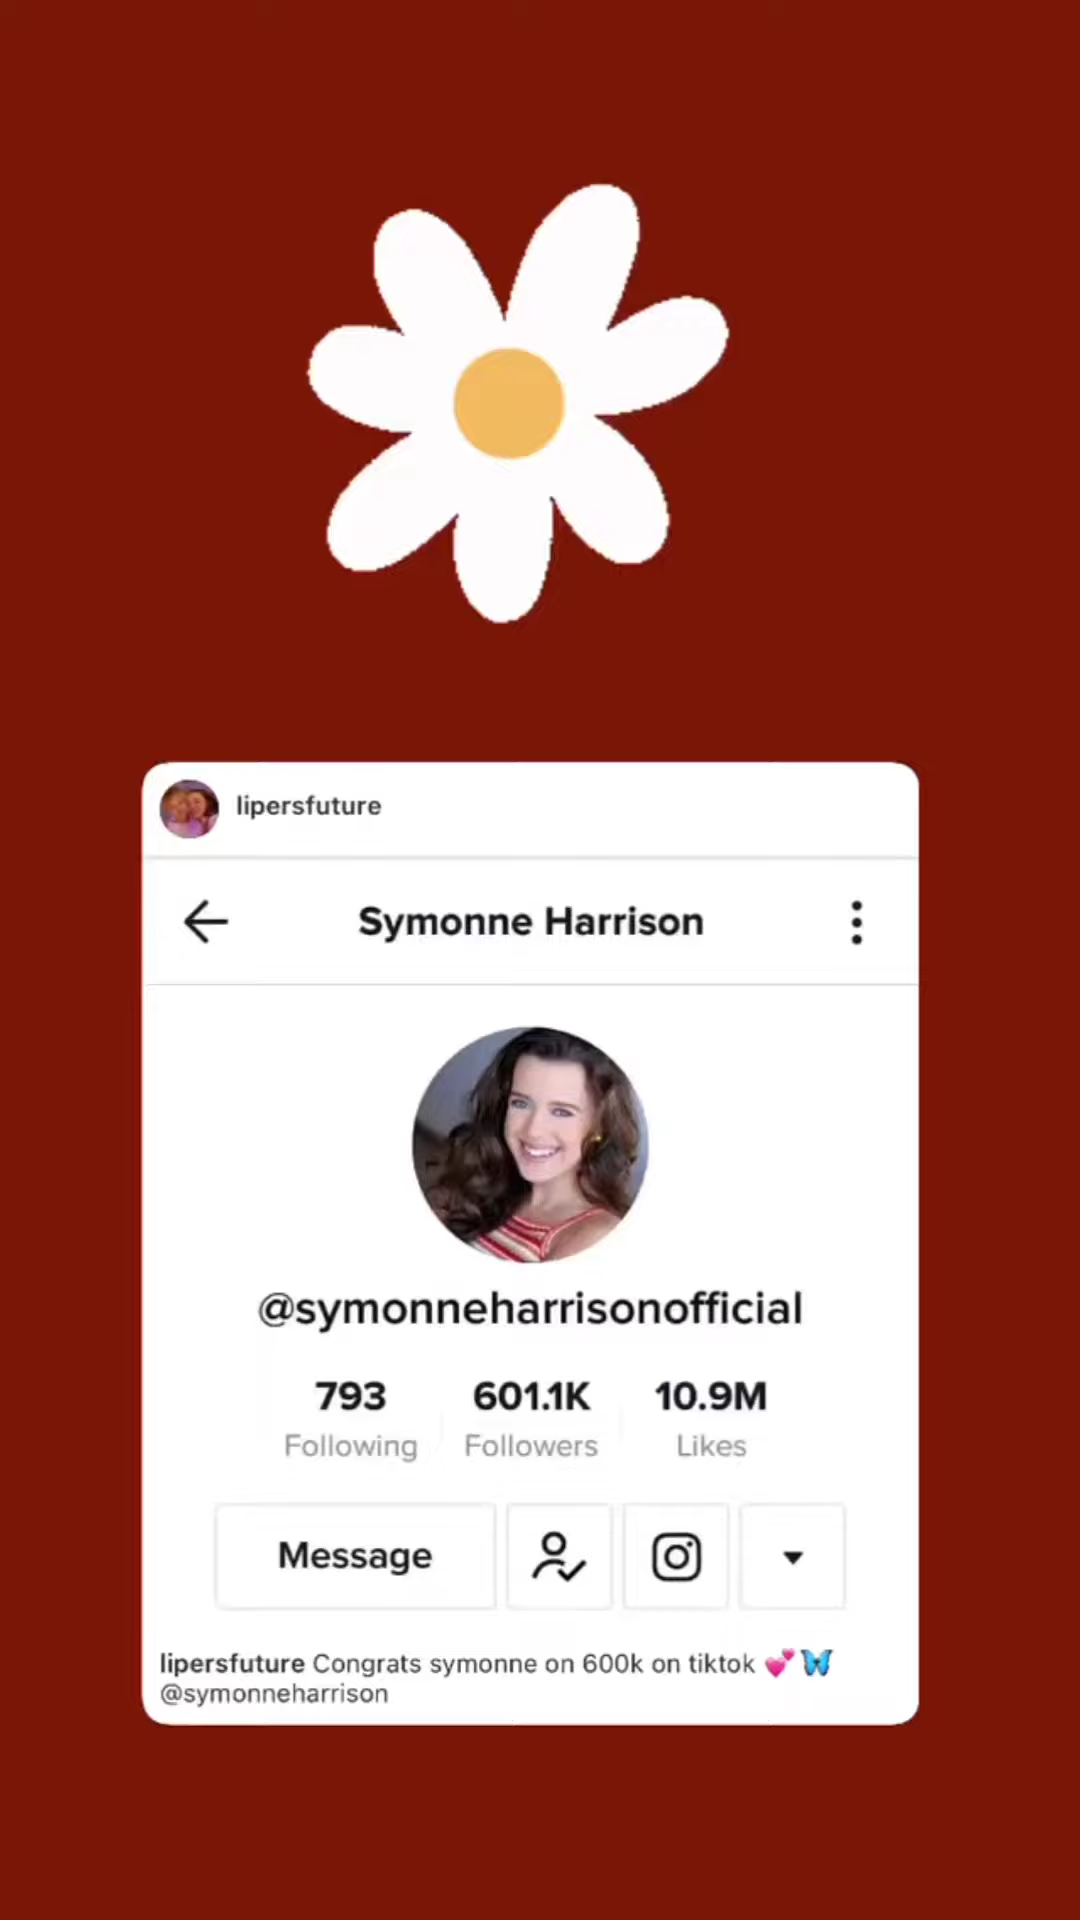 lipersfuture
Symonne Harrison
@symonneharrisonofficial
793 601.1K 10.9M
Following Followers Likes
Message
lipersfuture Congrats symonne on 600k on tiktok 💕🦋
@symonneharrison